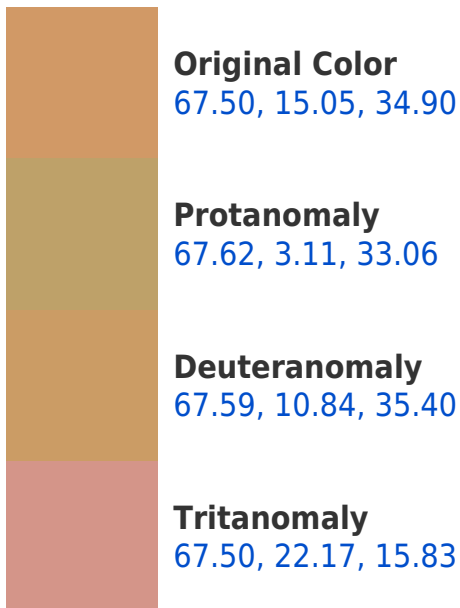 Original Color
67.50, 15.05, 34.90
Protanomaly
67.62, 3.11, 33.06
Deuteranomaly
67.59, 10.84, 35.40
Tritanomaly
67.50, 22.17, 15.83